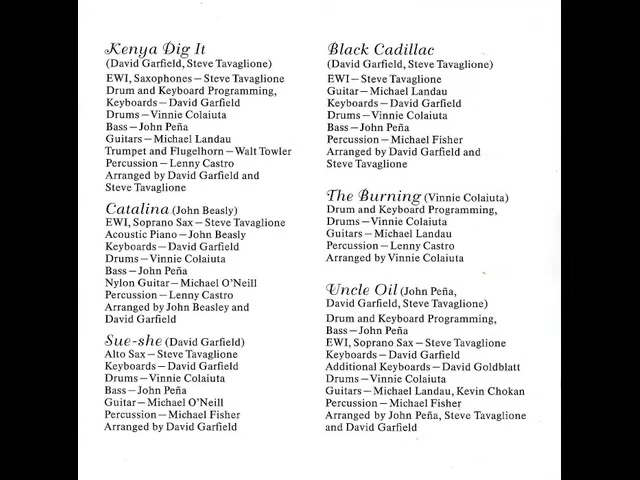 Kenya Dig It
(David Garfield, Steve Tavaglione)
EWI, Saxophones – Steve Tavaglione
Drum and Keyboard Programming,
Keyboards – David Garfield
Drums – Vinnie Colaiuta
Bass – John Peña
Guitars – Michael Landau
Trumpet and Flugelhorn – Walt Towler
Percussion – Lenny Castro
Arranged by David Garfield and
Steve Tavaglione
Catalina (John Beasly)
EWI, Soprano Sax – Steve Tavaglione
Acoustic Piano – John Beasly
Keyboards – David Garfield
Drums – Vinnie Colaiuta
Bass – John Peña
Nylon Guitar – Michael O'Neill
Percussion – Lenny Castro
Arranged by John Beasley and
David Garfield
Sue-she (David Garfield)
Alto Sax – Steve Tavaglione
Keyboards – David Garfield
Drums – Vinnie Colaiuta
Bass – John Peña
Guitar – Michael O'Neill
Percussion – Michael Fisher
Arranged by David Garfield
Black Cadillac
(David Garfield, Steve Tavaglione)
EWI – Steve Tavaglione
Guitar – Michael Landau
Keyboards – David Garfield
Drums – Vinnie Colaiuta
Bass – John Peña
Percussion – Michael Fisher
Arranged by David Garfield and
Steve Tavaglione
The Burning (Vinnie Colaiuta)
Drum and Keyboard Programming,
Drums – Vinnie Colaiuta
Guitars – Michael Landau
Percussion – Lenny Castro
Arranged by Vinnie Colaiuta
Uncle Oil (John Peña,
David Garfield, Steve Tavaglione)
Drum and Keyboard Programming,
Bass – John Peña
EWI, Soprano Sax – Steve Tavaglione
Keyboards – David Garfield
Additional Keyboards – David Goldblatt
Drums – Vinnie Colaiuta
Guitars – Michael Landau, Kevin Chokan
Percussion – Michael Fisher
Arranged by John Peña, Steve Tavaglione
and David Garfield